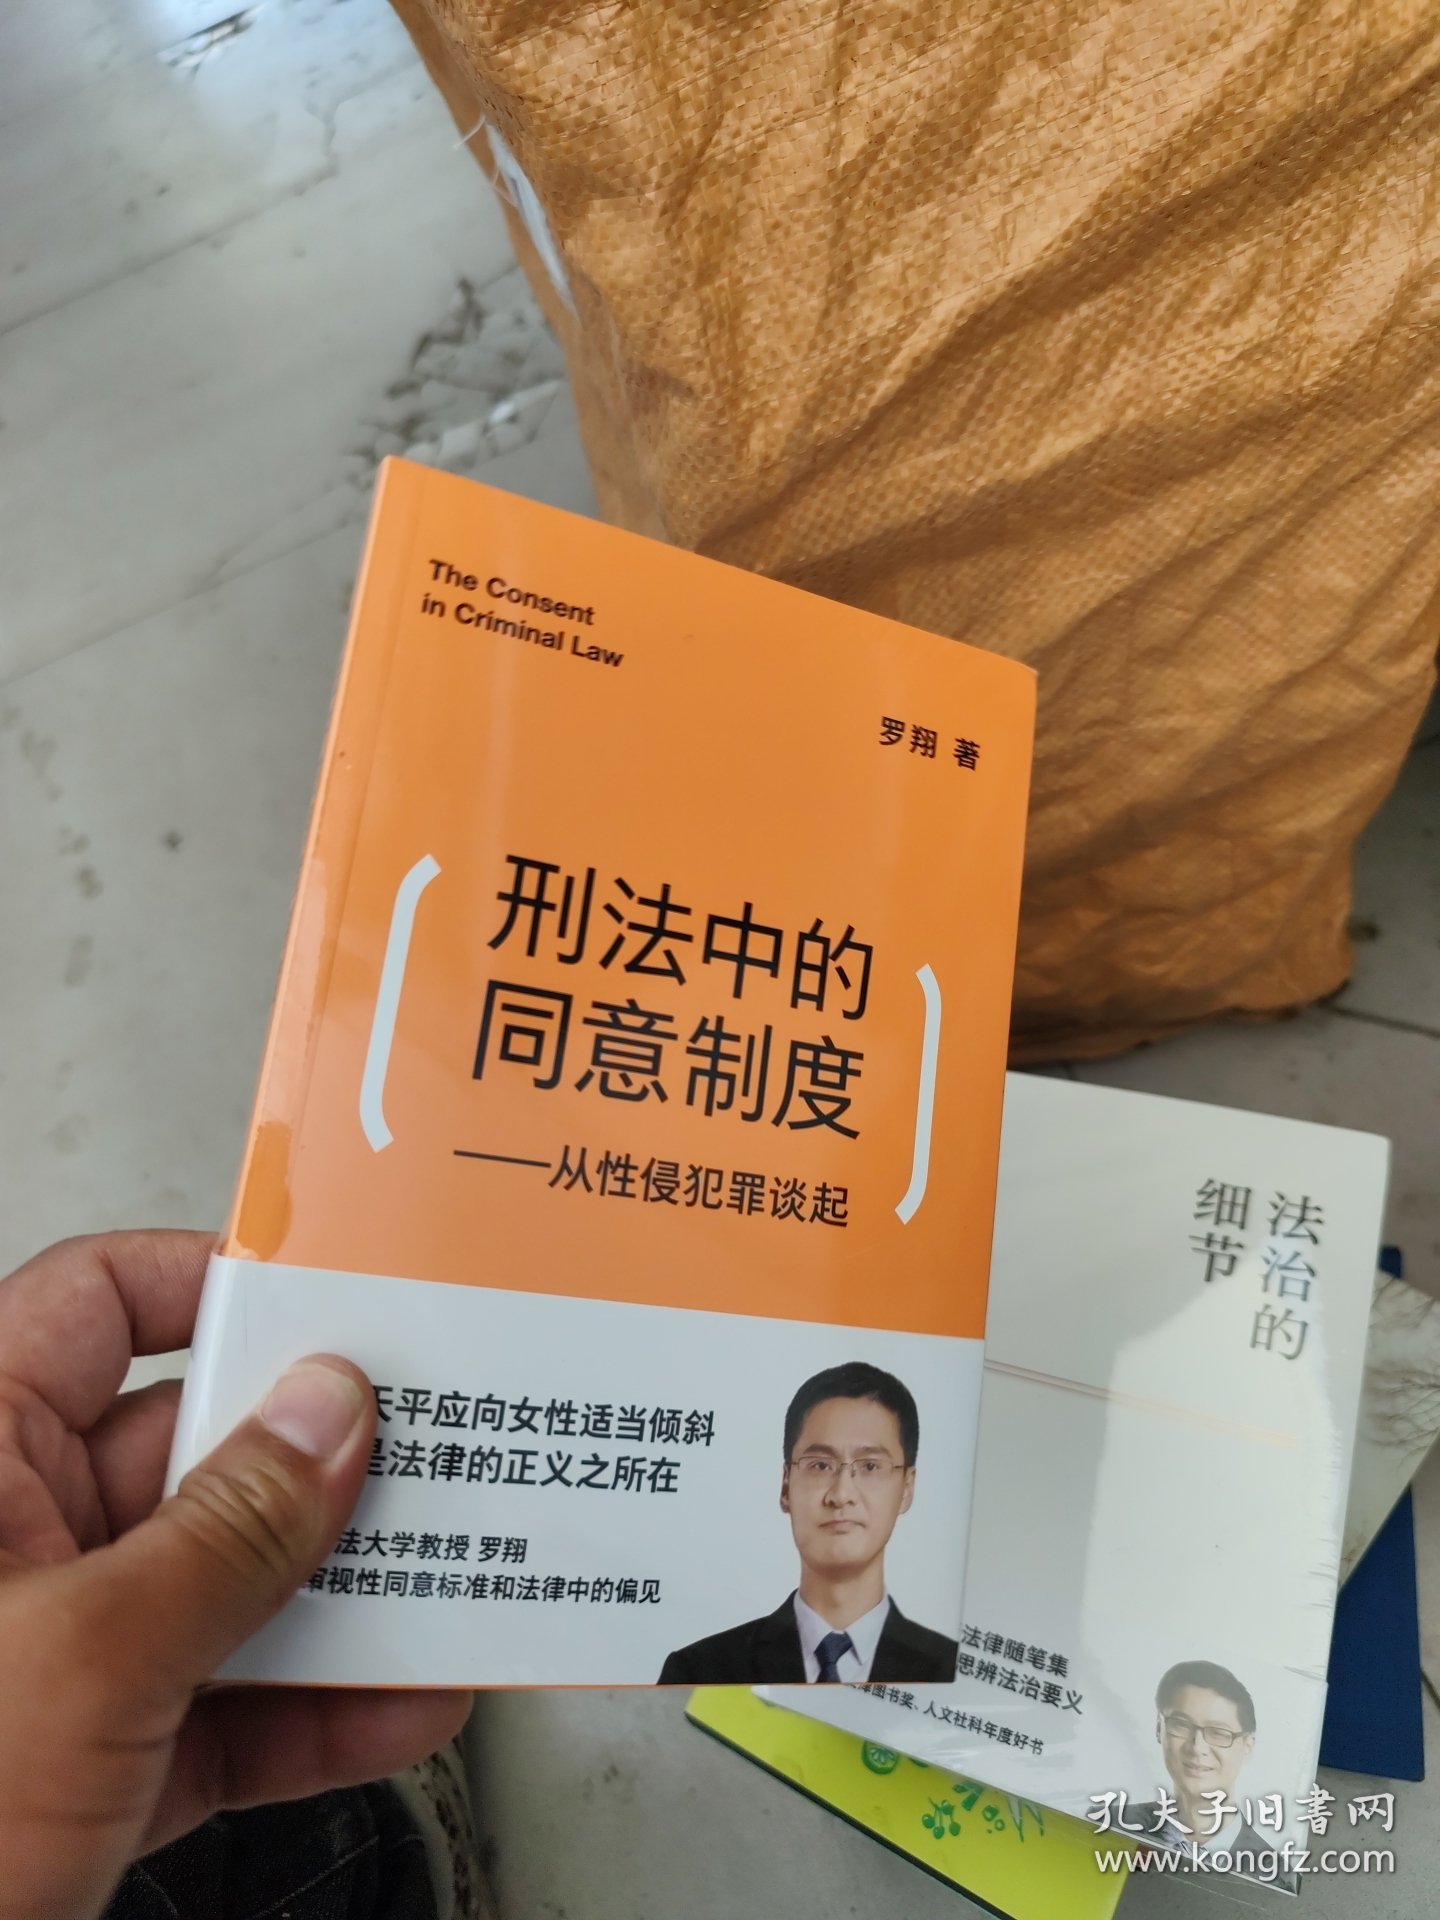 The Consent
in Criminal Law
罗翔 著
刑法中的
同意制度
——从性侵犯罪谈起
天平应向女性适当倾斜
是法律的正义之所在
法大学教授 罗翔
审视性同意标准和法律中的偏见
法治的
细节
法律随笔集
思辨法治要义
图书奖、人文社科年度好书
孔夫子旧书网
www.kongfz.com